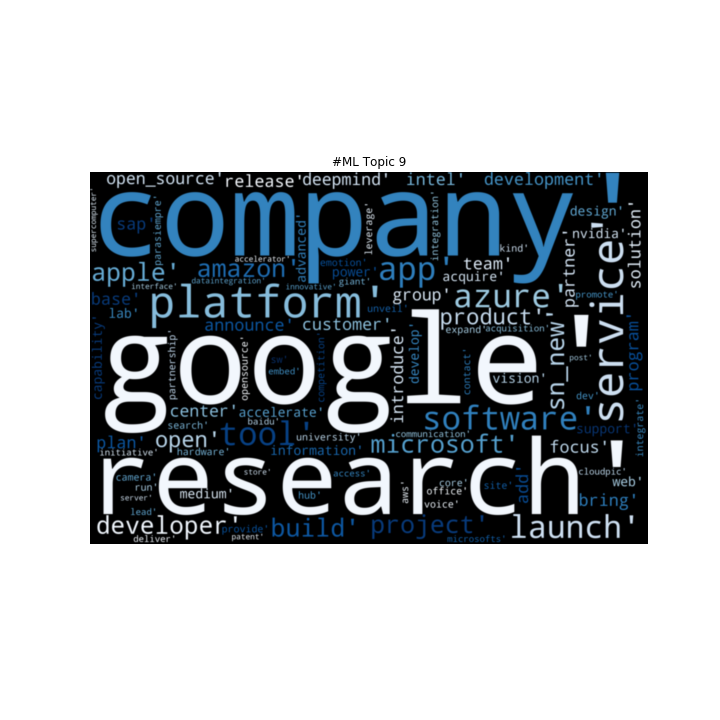 #ML Topic 9
open_source' release' deepmind' intel' development'
company'
supercomputer' sap' parasiempre' advanced' leverage' integration' kind' design' nvidia' solution'
accelerator' emotion' team' partner'
apple' amazon' power' app' acquire'
interface' dataintegration' innovative' giant'
base' lab' platform' unveil' group' azure' promote'
announce' customer' product' service'
expand' acquisition'
google'
capability' partnership' opensource' sw' embed' competition' introduce' develop' contact' vision' sn_new' post' program'
center' accelerate' dev'
search' baidu' software' support' integrate'
plan' open' tool' university' communication'
initiative' hardware' information' microsoft' focus'
research'
camera' store' access' cloudpic'
run' medium' hub' aws' core' office' site' add' web'
server' voice' bring'
lead'
developer' provide' build' project' launch'
deliver' patent' microsofts'